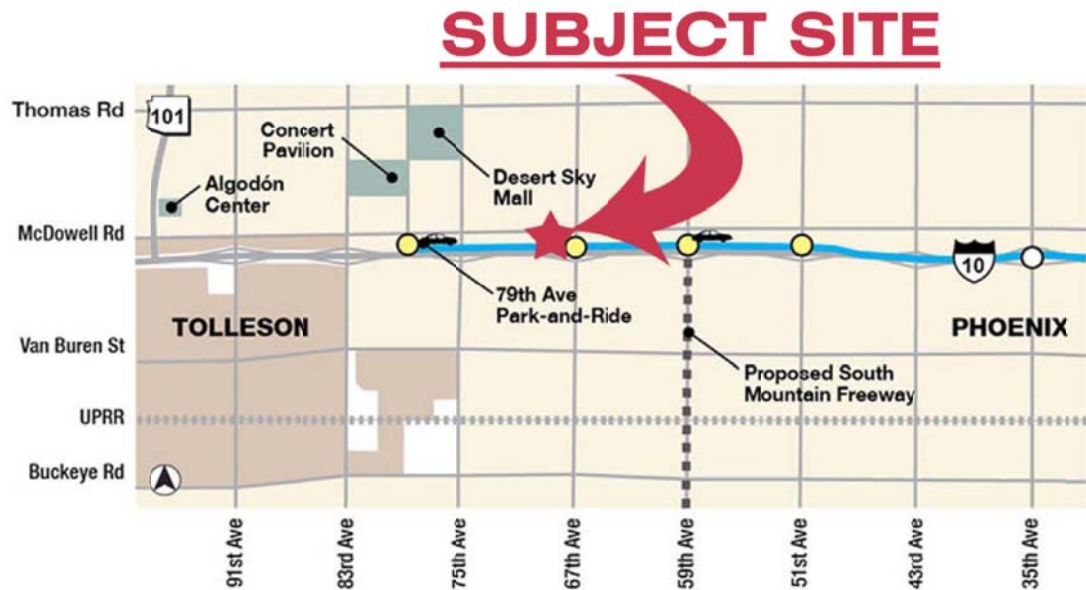 SUBJECT SITE
Thomas Rd
101
Concert
Pavilion
Desert Sky
Mall
Algodón
Center
McDowell Rd
79th Ave
Park-and-Ride
10
TOLLESON
PHOENIX
Van Buren St
Proposed South
Mountain Freeway
UPRR
Buckeye Rd
91st Ave
83rd Ave
75th Ave
67th Ave
59th Ave
51st Ave
43rd Ave
35th Ave